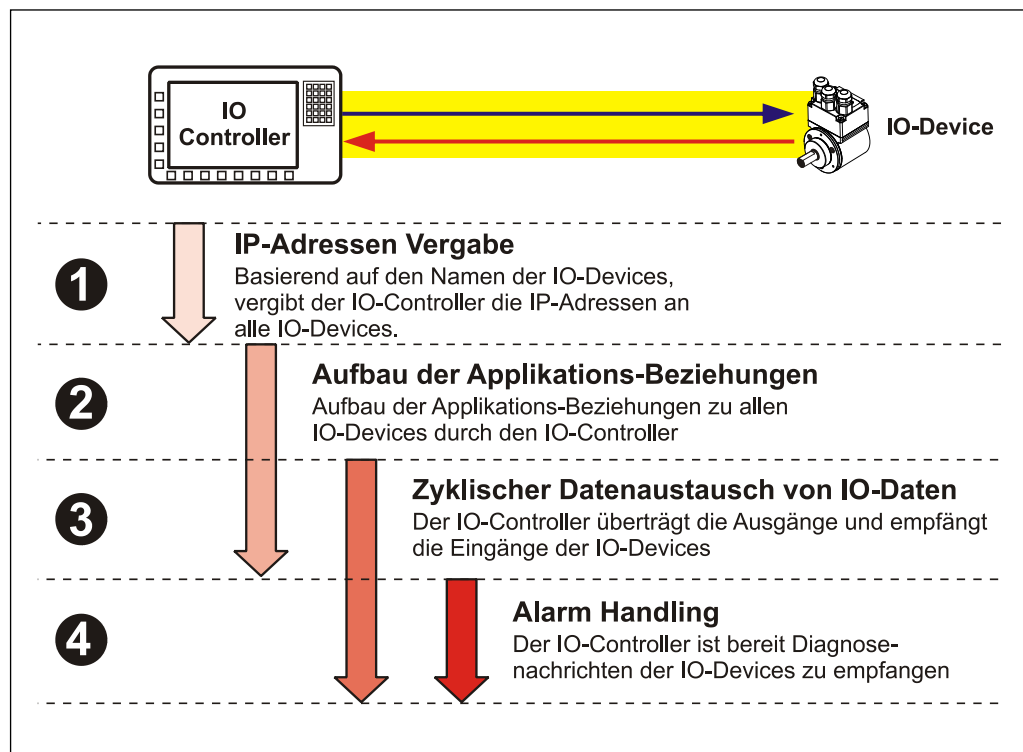 IO
Controller
IO-Device
1
IP-Adressen Vergabe
Basierend auf den Namen der IO-Devices,
vergibt der IO-Controller die IP-Adressen an
alle IO-Devices.
2
Aufbau der Applikations-Beziehungen
Aufbau der Applikations-Beziehungen zu allen
IO-Devices durch den IO-Controller
3
Zyklischer Datenaustausch von IO-Daten
Der IO-Controller überträgt die Ausgänge und empfängt
die Eingänge der IO-Devices
4
Alarm Handling
Der IO-Controller ist bereit Diagnose-
nachrichten der IO-Devices zu empfangen